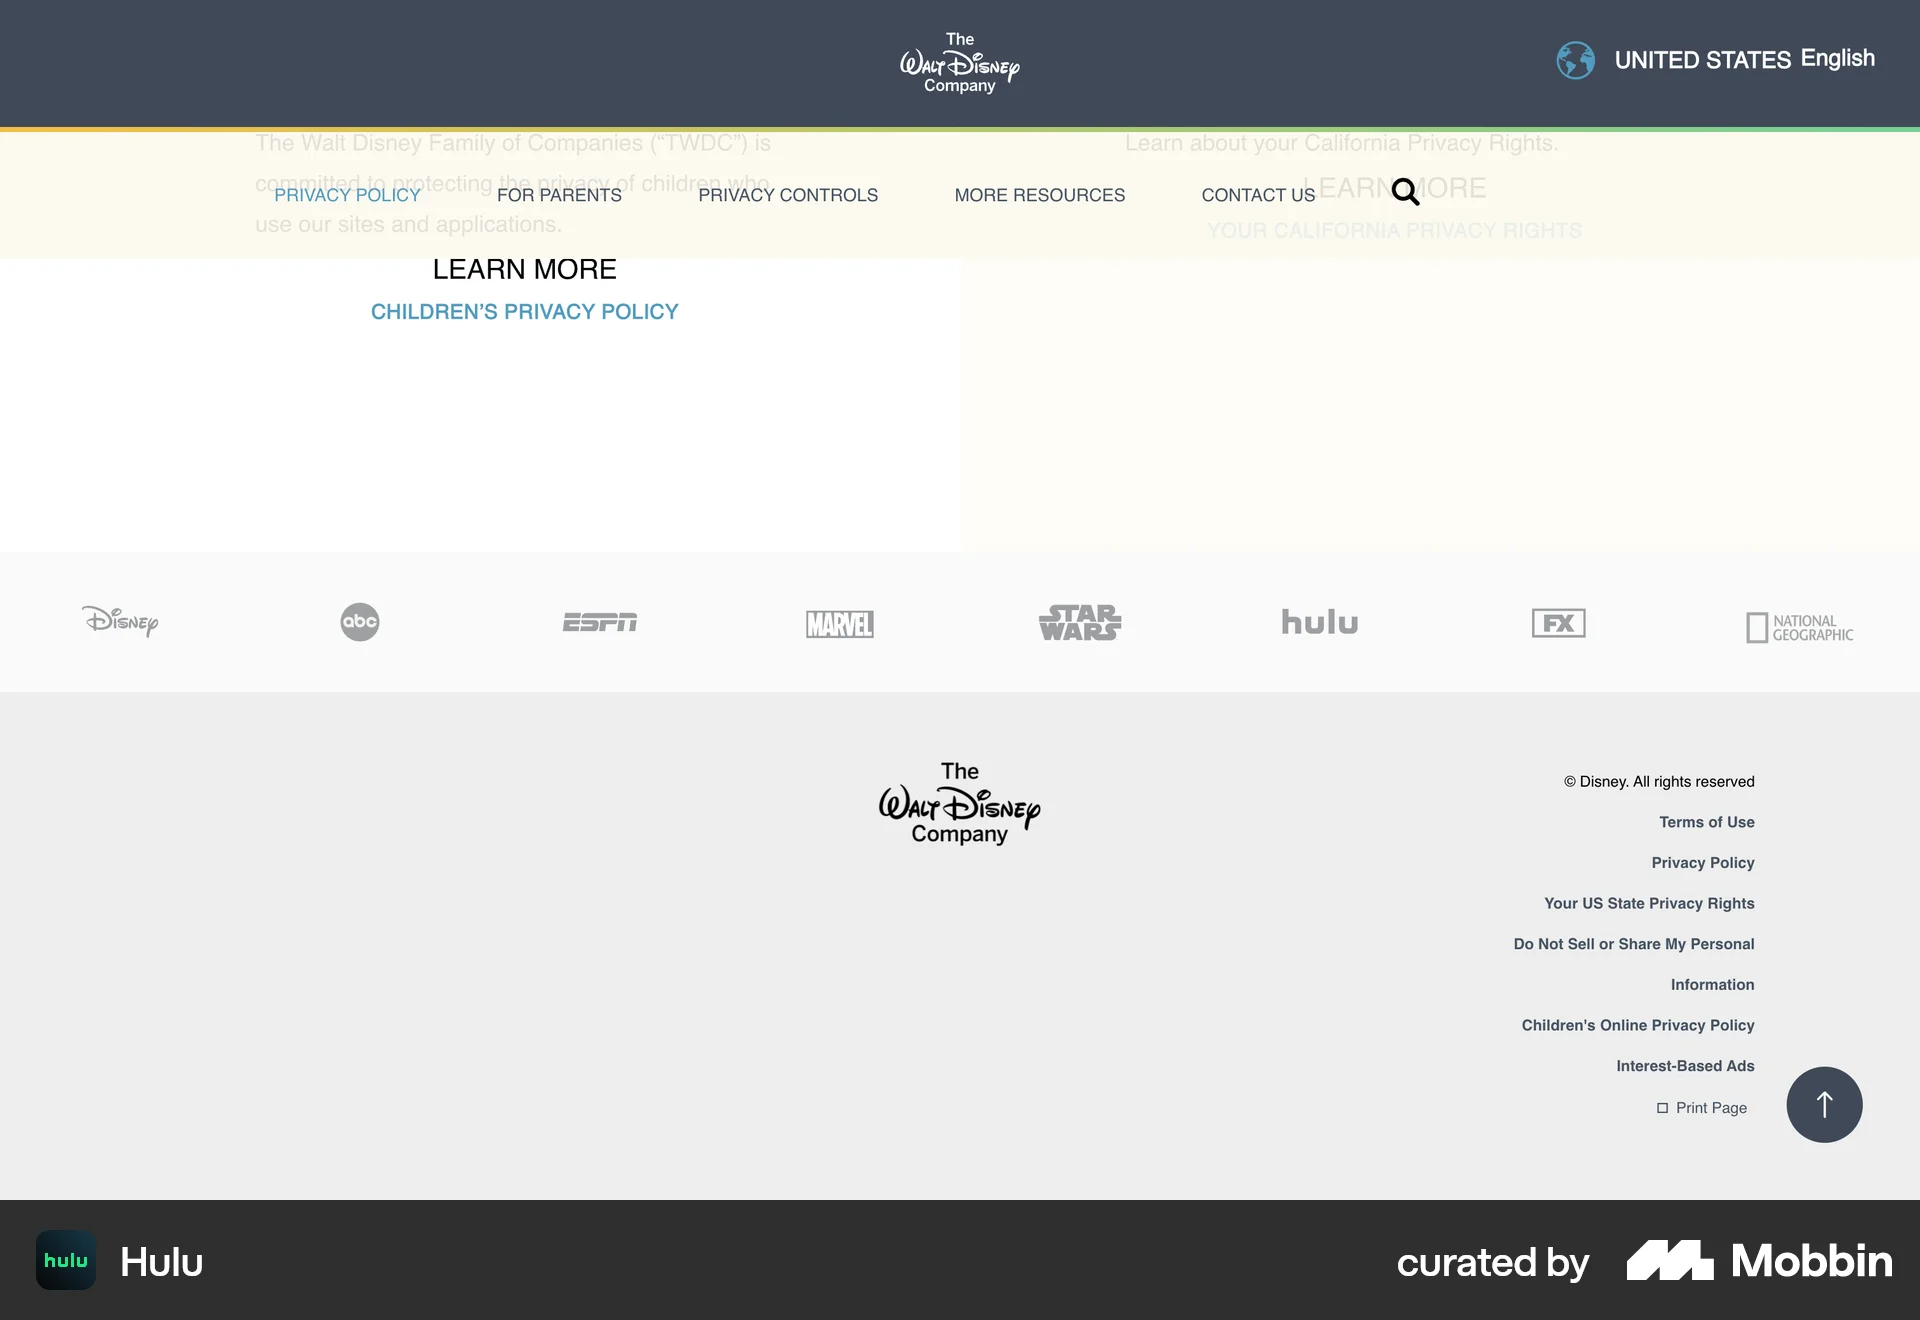 The
WALT DISNEY
Company
UNITED STATES English
The Walt Disney Family of Companies (“TWDC”) is
committed to protecting the privacy of children who
use our sites and applications.
Learn about your California Privacy Rights.
LEARN MORE
YOUR CALIFORNIA PRIVACY RIGHTS
PRIVACY POLICY FOR PARENTS PRIVACY CONTROLS MORE RESOURCES CONTACT US
LEARN MORE
CHILDREN’S PRIVACY POLICY
DISNEY abc ESPN MARVEL STAR WARS hulu FX NATIONAL GEOGRAPHIC
The
WALT DISNEY
Company
© Disney. All rights reserved
Terms of Use
Privacy Policy
Your US State Privacy Rights
Do Not Sell or Share My Personal
Information
Children's Online Privacy Policy
Interest-Based Ads
Print Page
hulu Hulu
curated by Mobbin